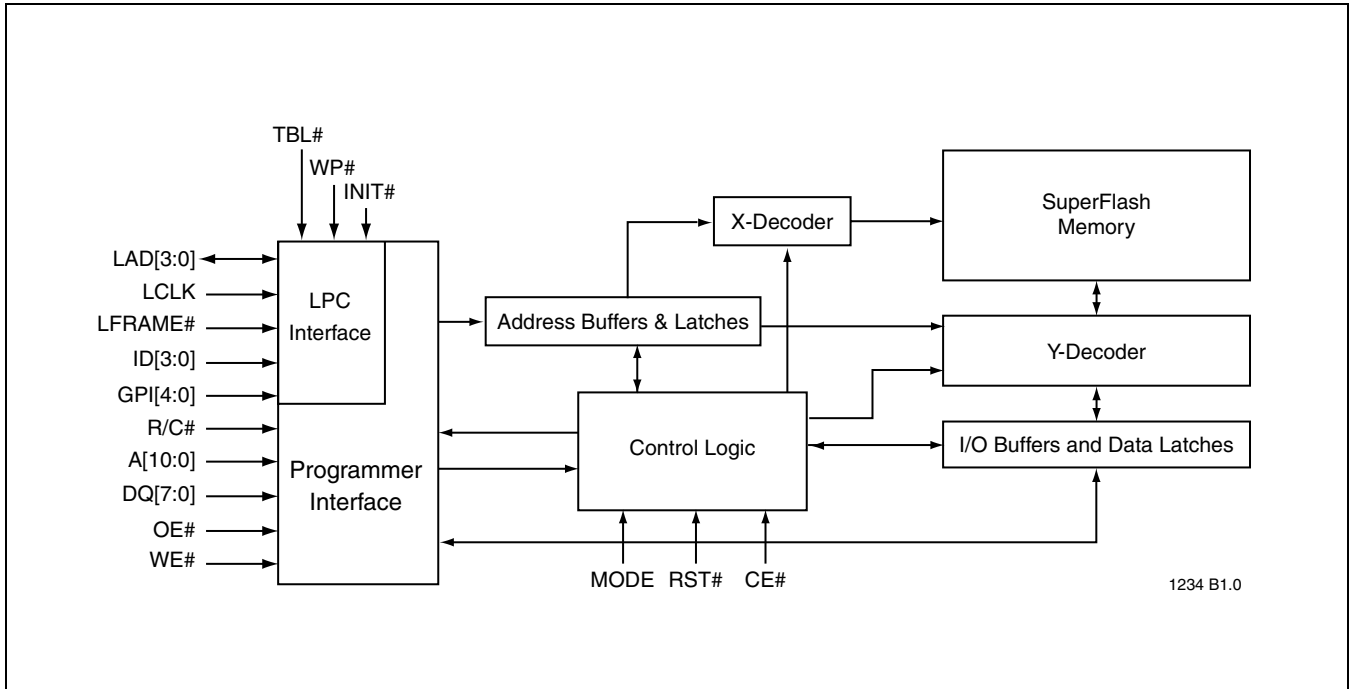 TBL#
WP#
INIT#
LAD[3:0]
LCLK
LFRAME#
ID[3:0]
GPI[4:0]
R/C#
A[10:0]
DQ[7:0]
OE#
WE#
LPC
Interface
Programmer
Interface
Address Buffers & Latches
X-Decoder
Control Logic
MODE RST# CE#
SuperFlash
Memory
Y-Decoder
I/O Buffers and Data Latches
1234 B1.0